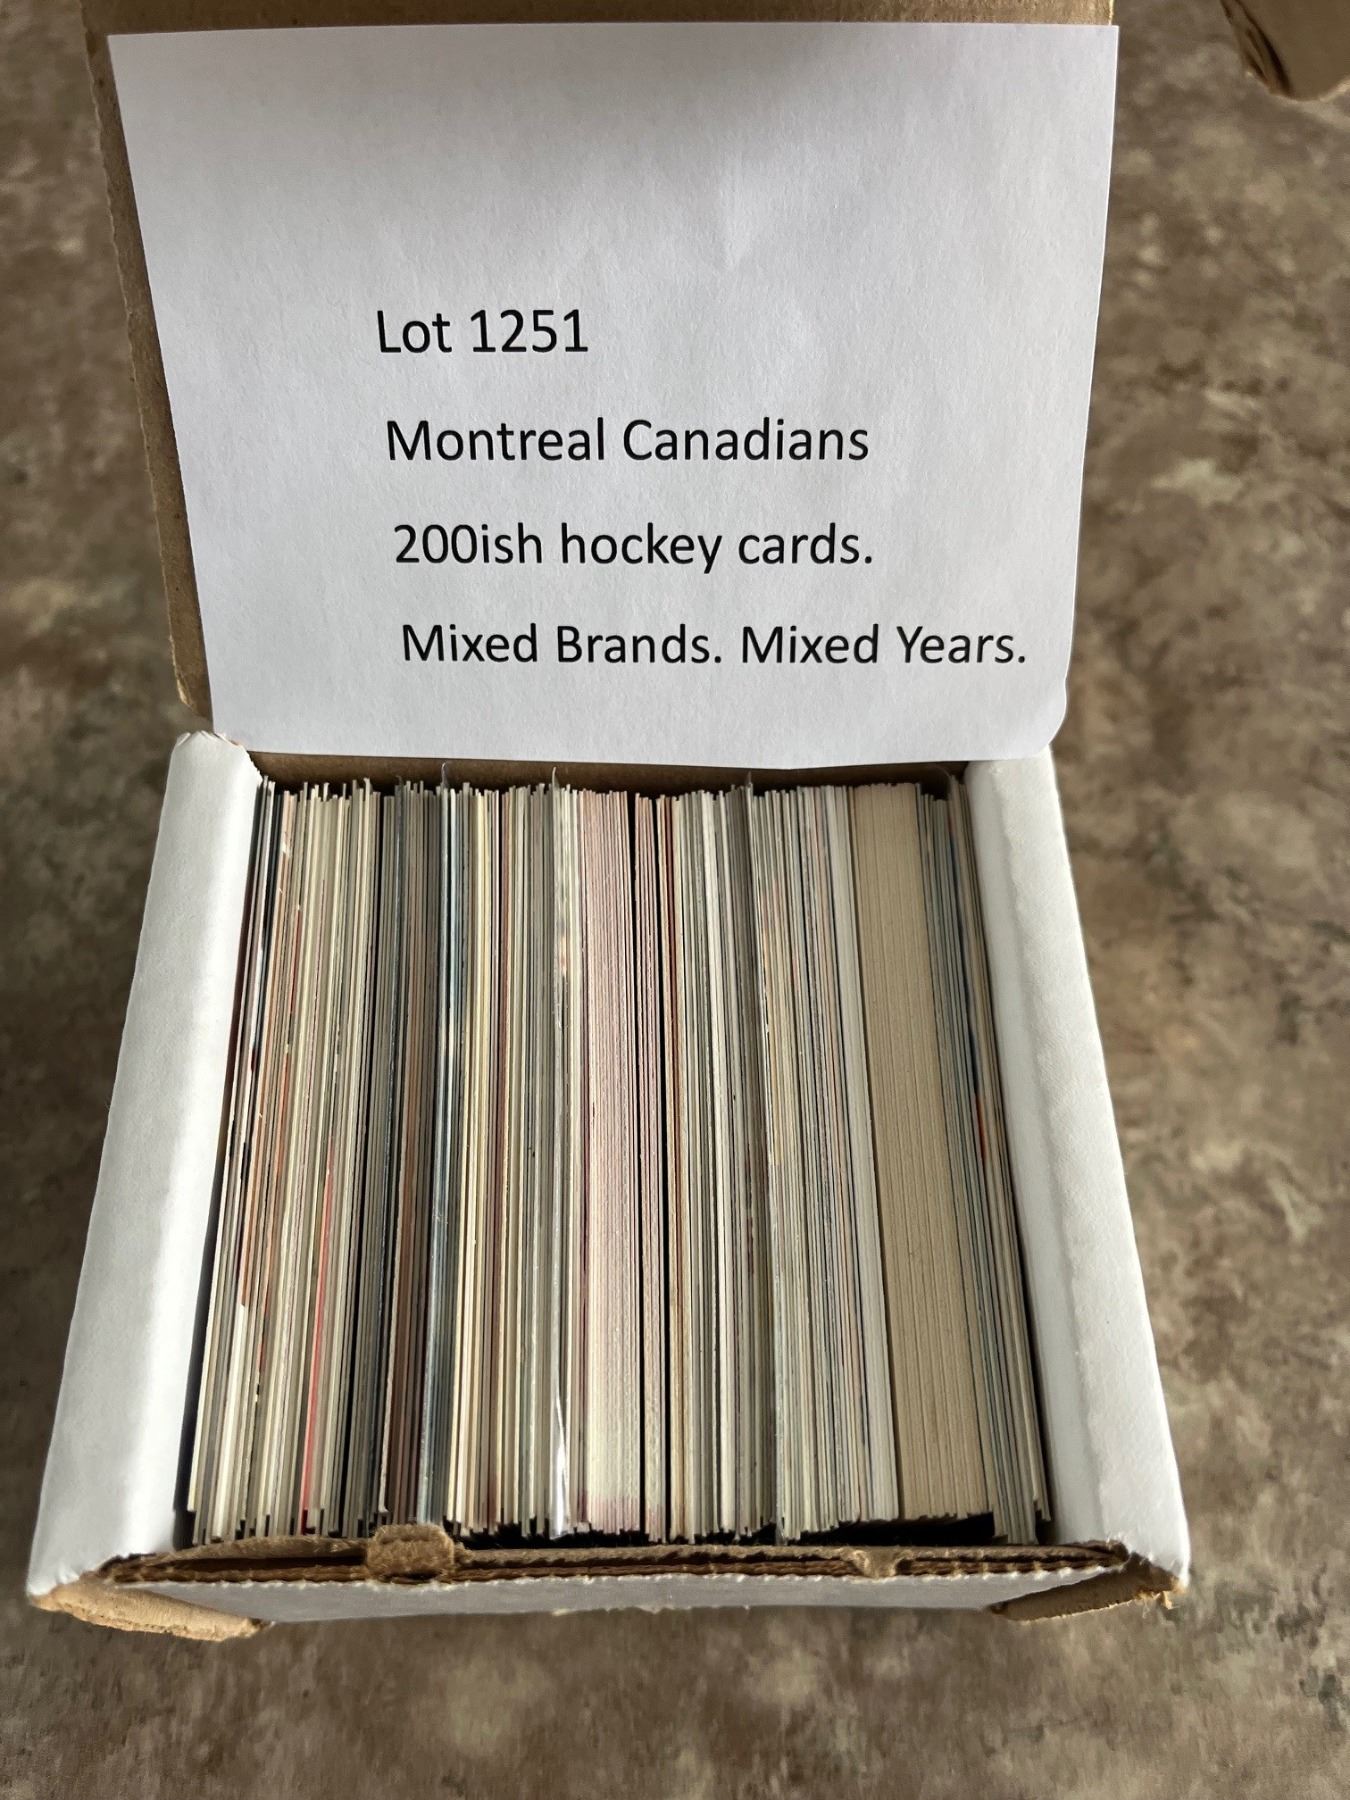 Lot 1251
Montreal Canadians
200ish hockey cards.
Mixed Brands. Mixed Years.